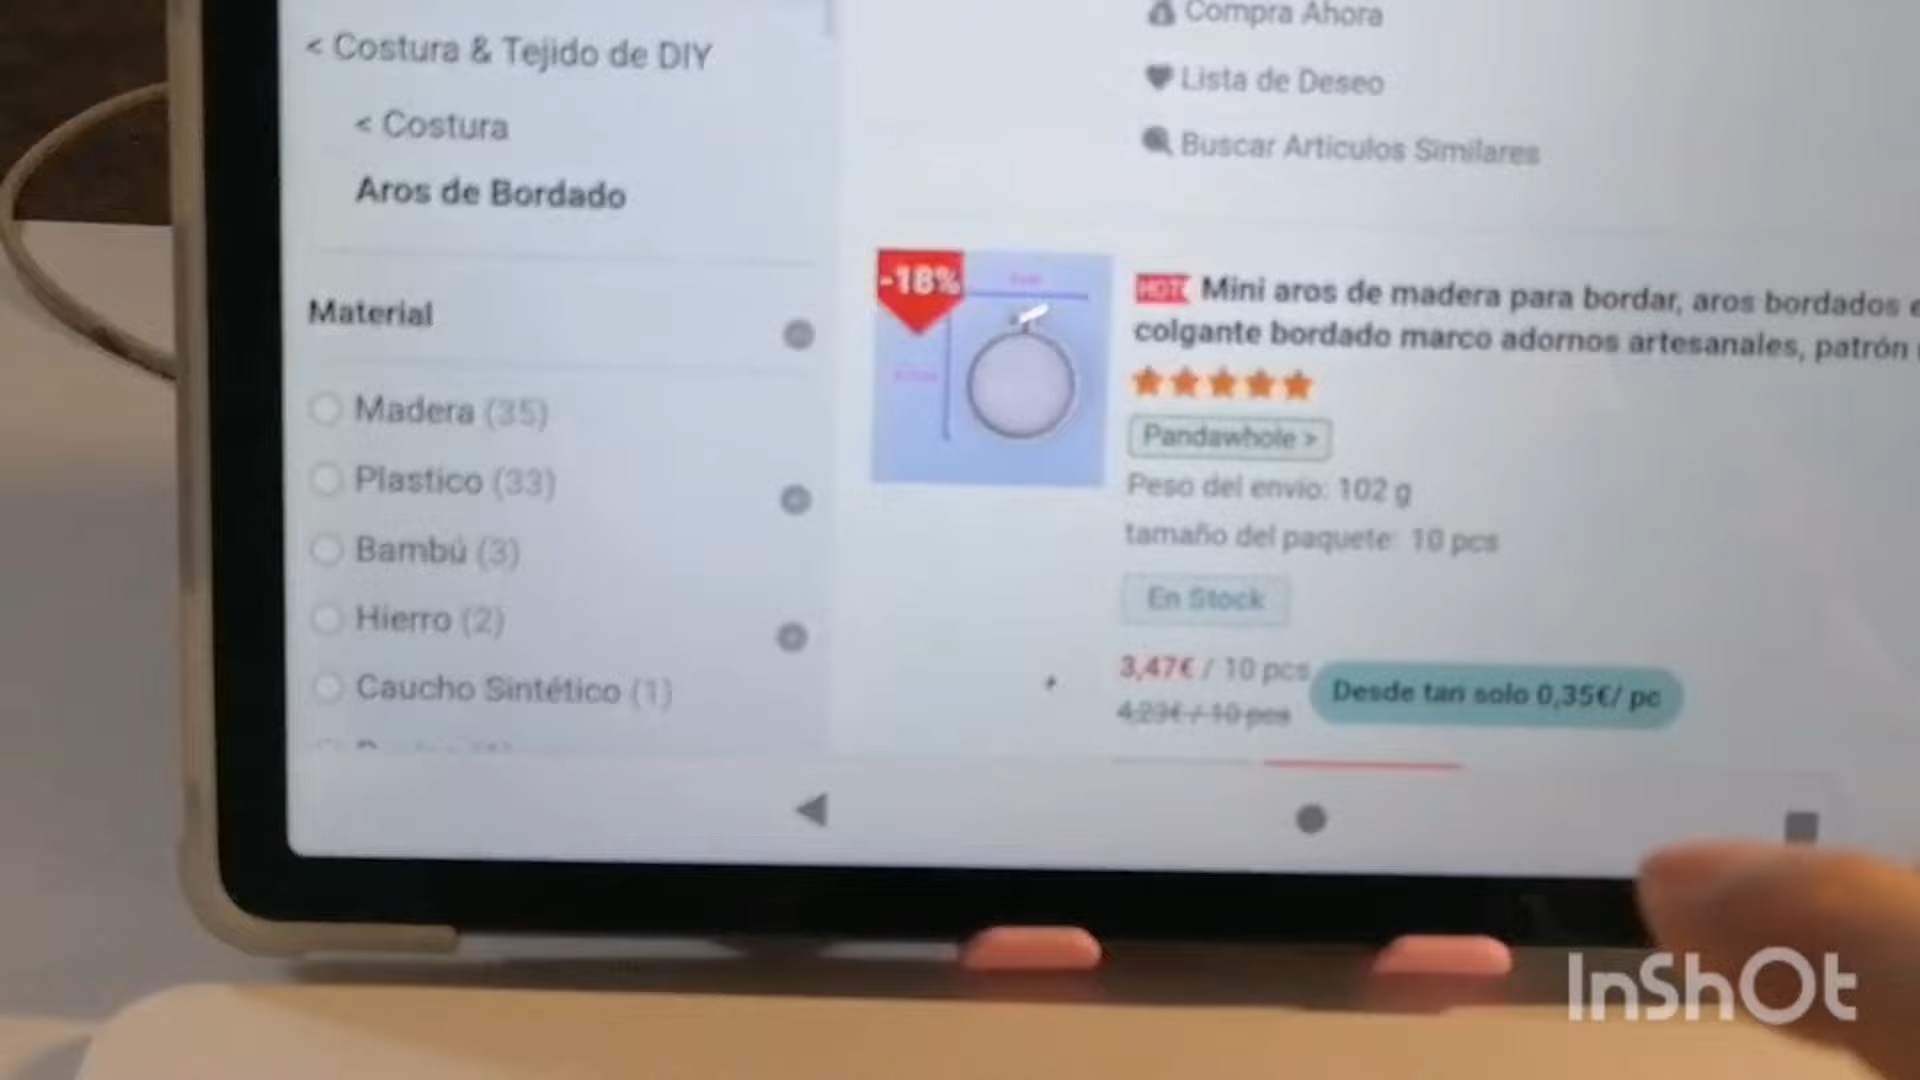 < Costura & Tejido de DIY
< Costura
Aros de Bordado
Material
Madera (35)
Plastico (33)
Bambú (3)
Hierro (2)
Caucho Sintético (1)
Compra Ahora
Lista de Deseo
Buscar Artículos Similares
-18%
HOT Mini aros de madera para bordar, aros bordados
colgante bordado marco adornos artesanales, patrón
Pandawhole >
Peso del envío: 102 g
tamaño del paquete: 10 pcs
En Stock
3,47€ / 10 pcs
4,23€ / 10 pcs
Desde tan solo 0,35€/ pc
InShOt